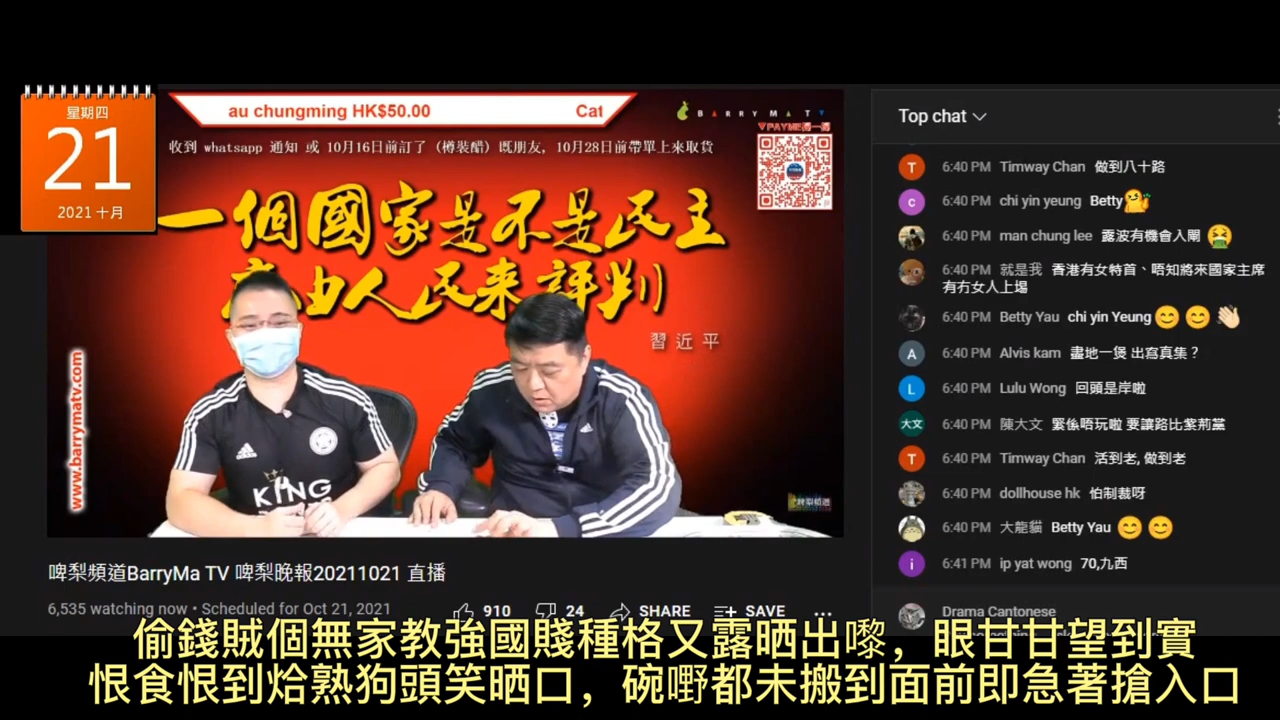 星期四
21
2021 十月
au chungming HK$50.00 Cat
BARRYMATV
收到 whatsapp 通知 或 10月16日前訂了 (樽裝醋) 既朋友, 10月28日前帶單上來取貨
一個國家是不是民主
由人民来評判
習近平
www.barrymatv.com
KING
啤梨頻道BarryMa TV 啤梨晚報20211021 直播
6,535 watching now • Scheduled for Oct 21, 2021
910 24 SHARE SAVE
Top chat
T 6:40 PM Timway Chan 做到八十路
c 6:40 PM chi yin yeung Betty
6:40 PM man chung lee 露波有機會入閘
6:40 PM 就是我 香港有女特首、唔知將來國家主席
有冇女人上場
6:40 PM Betty Yau chi yin Yeung
A 6:40 PM Alvis kam 盡地一煲 出寫真集？
L 6:40 PM Lulu Wong 回頭是岸啦
大文 6:40 PM 陳大文 緊係唔玩啦 要讓路比紫荊黨
T 6:40 PM Timway Chan 活到老, 做到老
6:40 PM dollhouse hk 怕制裁呀
6:40 PM 大龍貓 Betty Yau
i 6:41 PM ip yat wong 70,九西
Drama Cantonese
偷錢賊個無家教強國賤種格又露晒出嚟，眼甘甘望到實
恨食恨到烚熟狗頭笑晒口，碗嘢都未搬到面前即急著搶入口